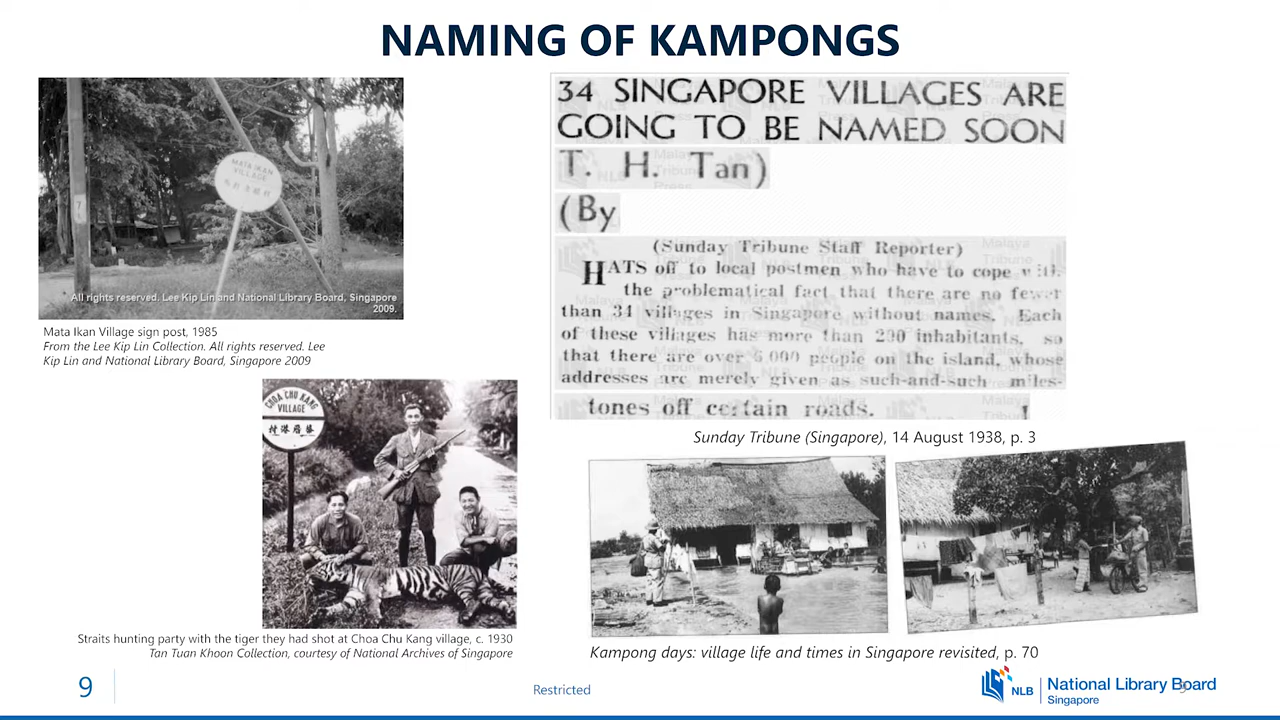 NAMING OF KAMPONGS
MATA IKAN
VILLAGE
All rights reserved. Lee Kip Lin and National Library Board, Singapore
2009.
Mata Ikan Village sign post, 1985
From the Lee Kip Lin Collection. All rights reserved. Lee
Kip Lin and National Library Board, Singapore 2009
CHOA CHU KANG
VILLAGE
村港厝蔡
Straits hunting party with the tiger they had shot at Choa Chu Kang village, c. 1930
Tan Tuan Khoon Collection, courtesy of National Archives of Singapore
34 SINGAPORE VILLAGES ARE
GOING TO BE NAMED SOON
T. H. Tan)
(By
(Sunday Tribune Staff Reporter)
HATS off to local postmen who have to cope with
the problematical fact that there are no fewer
than 34 villages in Singapore without names. Each
of these villages has more than 200 inhabitants, so
that there are over 6,000 people on the island, whose
addresses are merely given as such-and-such miles-
tones off certain roads.
Sunday Tribune (Singapore), 14 August 1938, p. 3
Kampong days: village life and times in Singapore revisited, p. 70
9
Restricted
NLB
National Library Board
Singapore